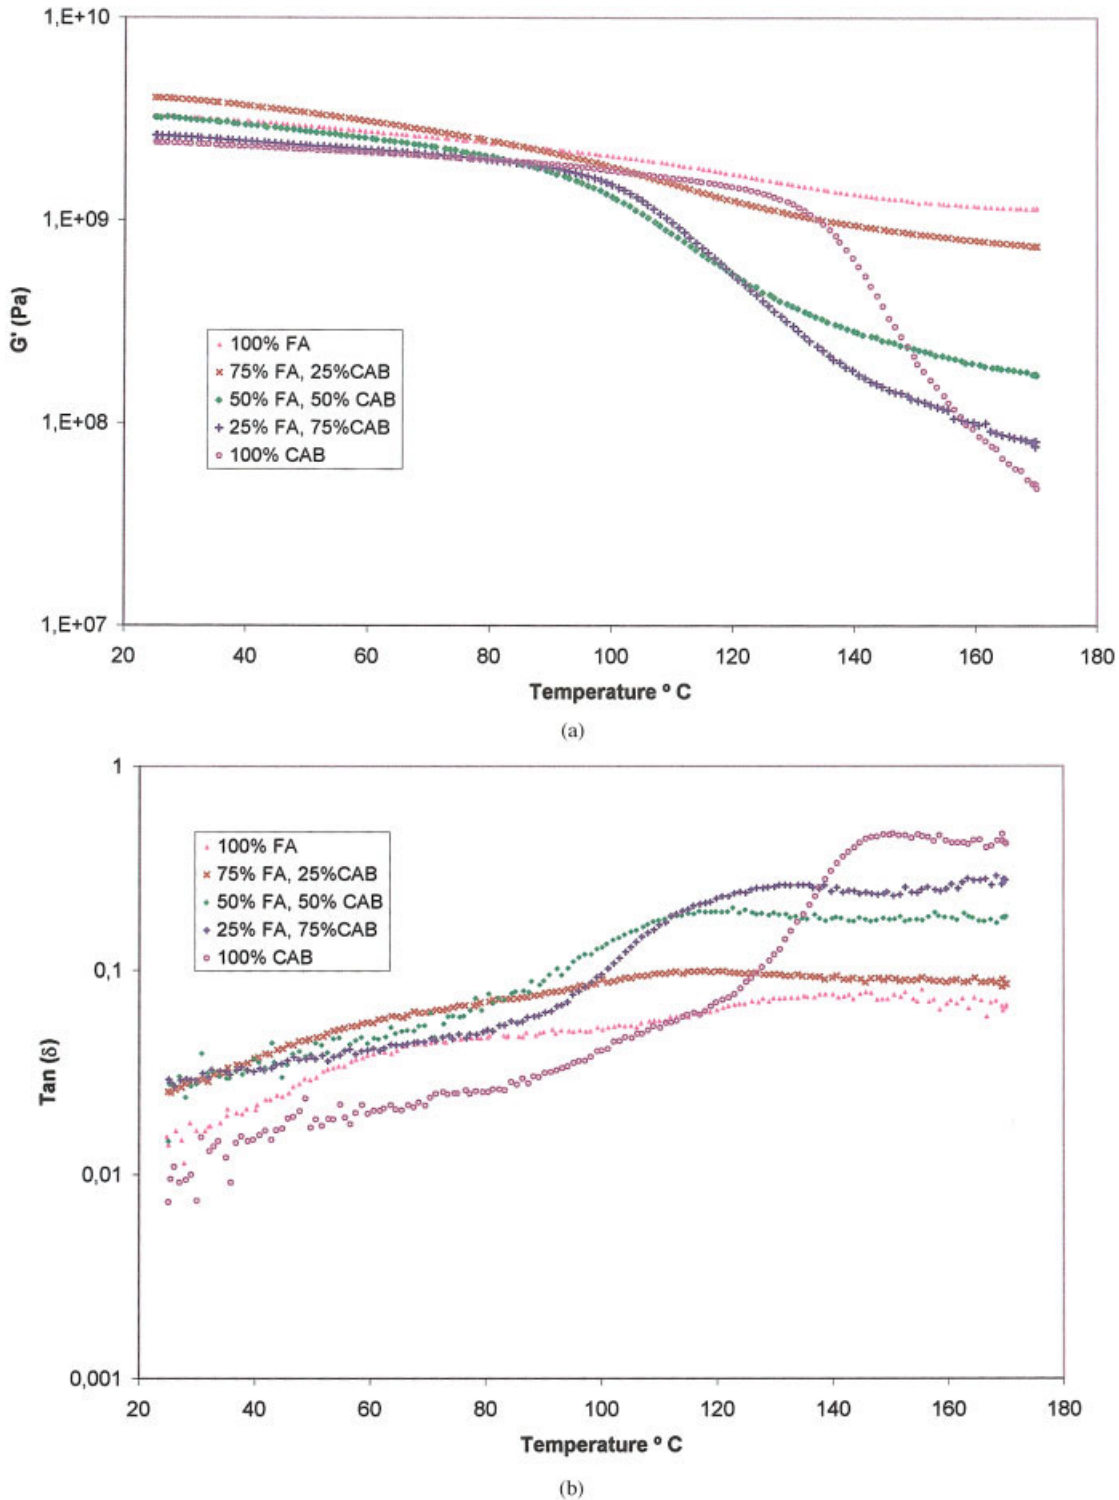 1,E+10
1,E+09
1,E+08
1,E+07
G' (Pa)
100% FA
75% FA, 25%CAB
50% FA, 50% CAB
25% FA, 75%CAB
100% CAB
20 40 60 80 100 120 140 160 180
Temperature º C
(a)
1
0,1
0,01
0,001
Tan (δ)
100% FA
75% FA, 25%CAB
50% FA, 50% CAB
25% FA, 75%CAB
100% CAB
20 40 60 80 100 120 140 160 180
Temperature º C
(b)